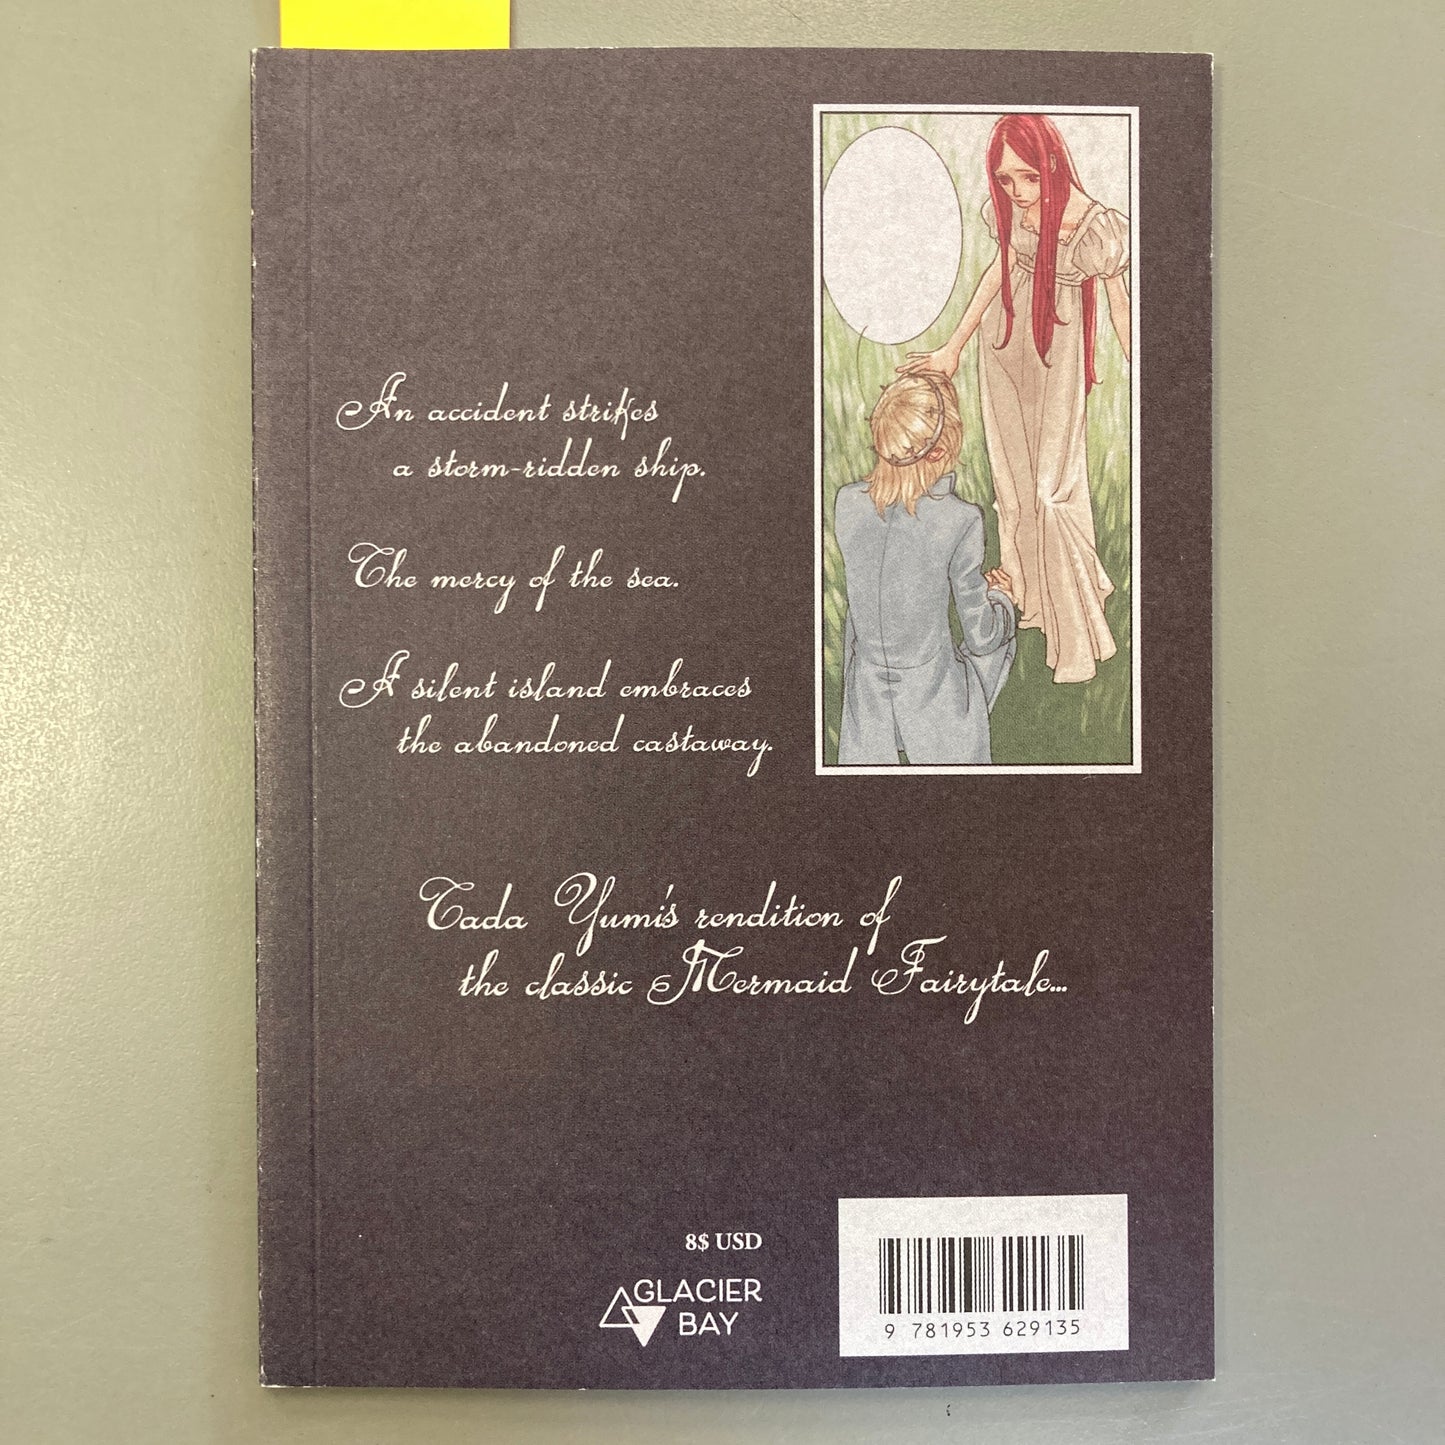 An accident strikes
a storm-ridden ship.
The mercy of the sea.
A silent island embraces
the abandoned castaway.
Tada Yumi's rendition of
the classic Mermaid Fairytale...
8$ USD
GLACIER
BAY
9 781953 629135